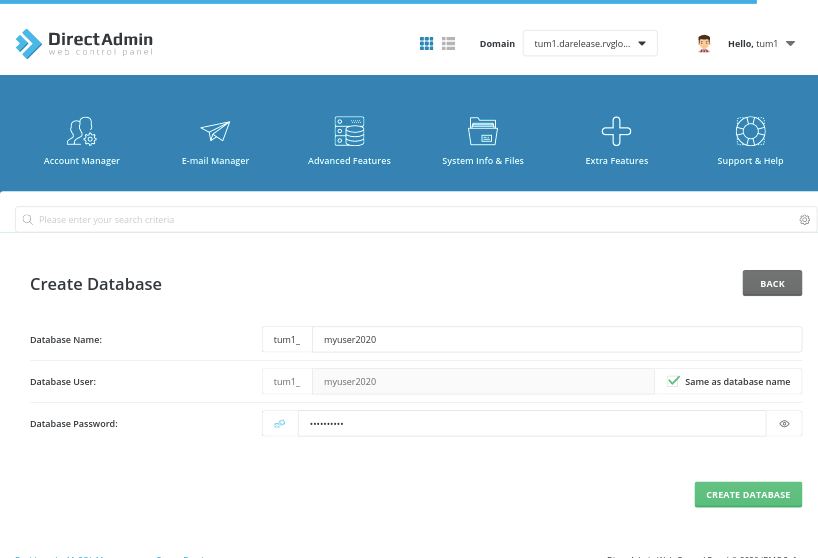 DirectAdmin
web control panel
Domain tum1.darelease.rvglo... Hello, tum1
Account Manager E-mail Manager Advanced Features System Info & Files Extra Features Support & Help
Please enter your search criteria
Create Database BACK
Database Name: tum1_ myuser2020
Database User: tum1_ myuser2020 Same as database name
Database Password: ••••••••••
CREATE DATABASE